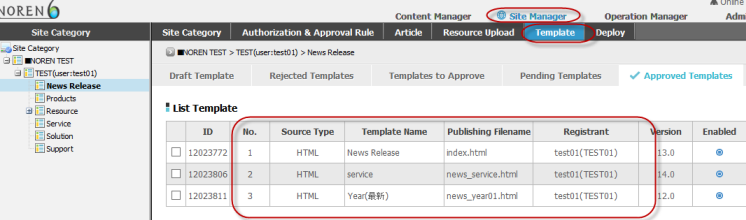 NOREN 6
Online
Content Manager Site Manager Operation Manager Adm
Site Category
Site Category Authorization & Approval Rule Article Resource Upload Template Deploy
Site Category
■NOREN TEST
TEST(user:test01)
News Release
Products
Resource
Service
Solution
Support
■NOREN TEST > TEST(user:test01) > News Release
Draft Template Rejected Templates Templates to Approve Pending Templates ✓ Approved Templates
List Template
ID No. Source Type Template Name Publishing Filename Registrant Version Enabled
12023772 1 HTML News Release index.html test01(TEST01) 13.0
12023806 2 HTML service news_service.html test01(TEST01) 14.0
12023811 3 HTML Year(最新) news_year01.html test01(TEST01) 12.0